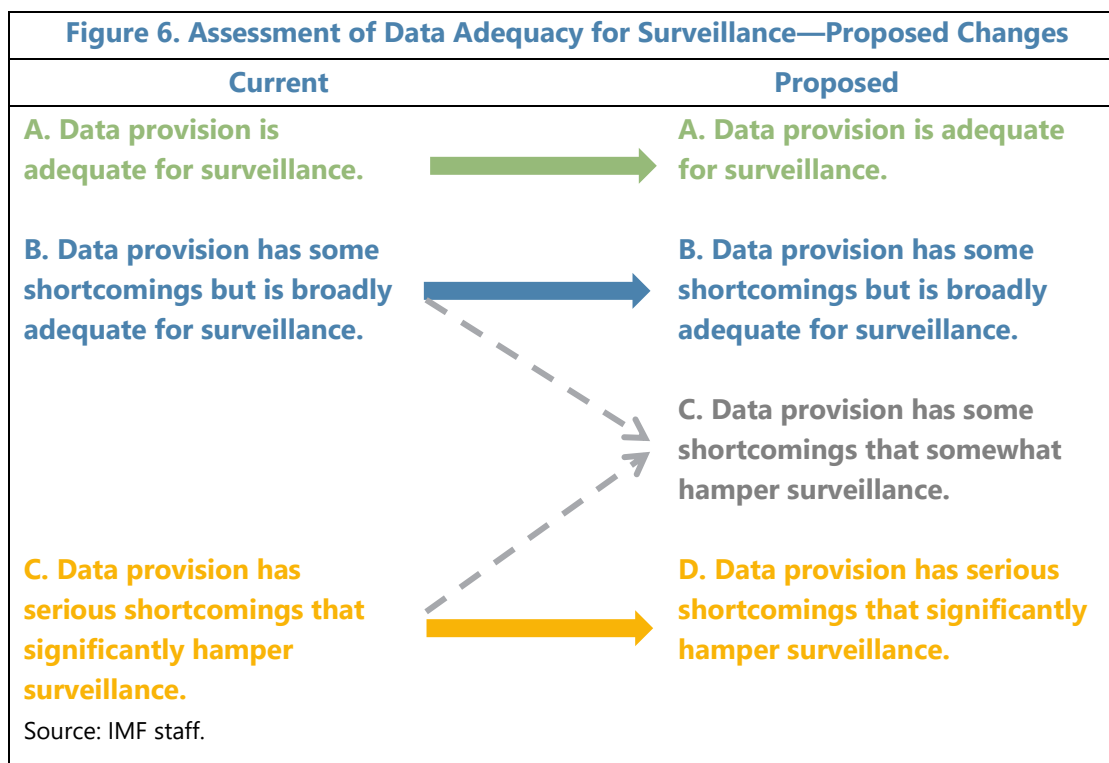 Figure 6. Assessment of Data Adequacy for Surveillance—Proposed Changes
Current
Proposed
A. Data provision is
adequate for surveillance.
A. Data provision is adequate
for surveillance.
B. Data provision has some
shortcomings but is broadly
adequate for surveillance.
B. Data provision has some
shortcomings but is broadly
adequate for surveillance.
C. Data provision has some
shortcomings that somewhat
hamper surveillance.
C. Data provision has
serious shortcomings that
significantly hamper
surveillance.
D. Data provision has serious
shortcomings that significantly
hamper surveillance.
Source: IMF staff.